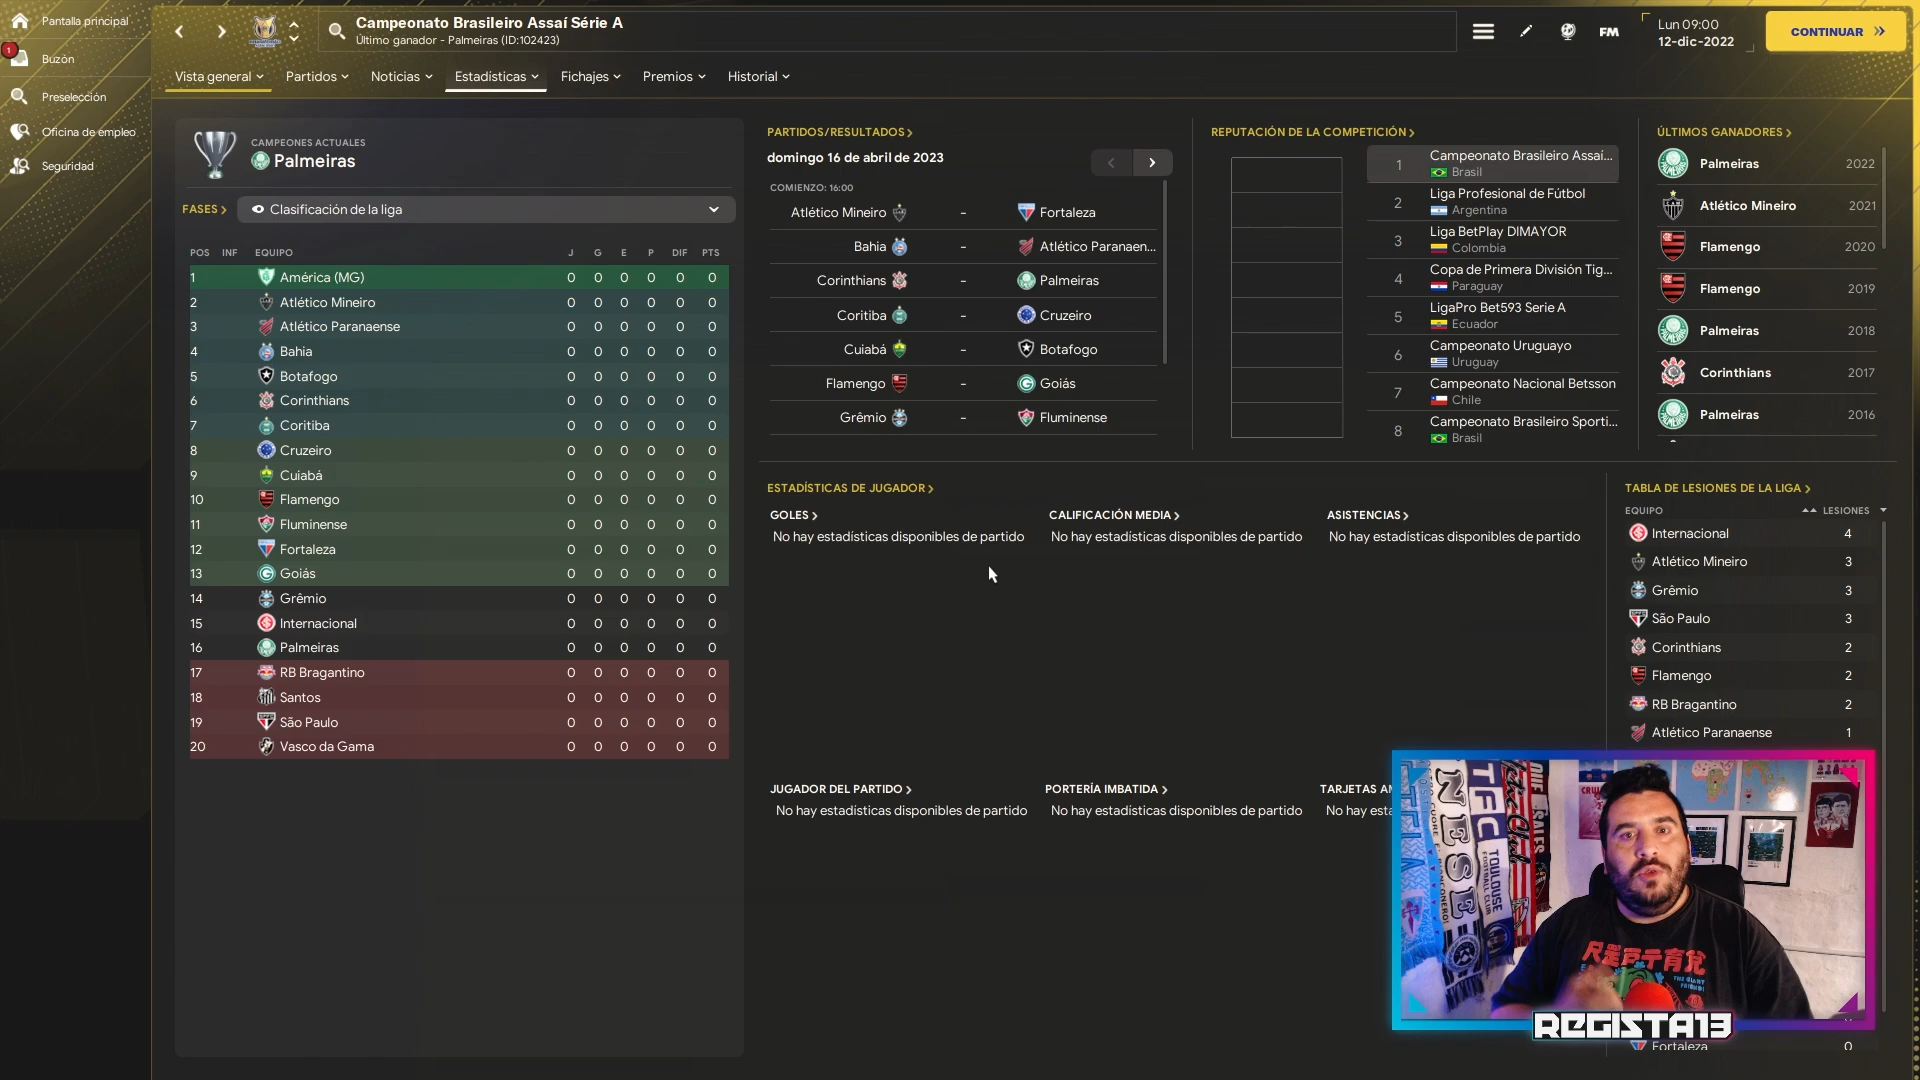 Pantalla principal
1
Buzón
Preselección
Oficina de empleo
Seguridad
Campeonato Brasileiro Assaí Série A
Último ganador - Palmeiras (ID:102423)
FM
Lun 09:00
12-dic-2022
CONTINUAR
Vista general
Partidos
Noticias
Estadísticas
Fichajes
Premios
Historial
CAMPEONES ACTUALES
Palmeiras
FASES
Clasificación de la liga
POS INF EQUIPO J G E P DIF PTS
1 América (MG) 0 0 0 0 0 0
2 Atlético Mineiro 0 0 0 0 0 0
3 Atlético Paranaense 0 0 0 0 0 0
4 Bahia 0 0 0 0 0 0
5 Botafogo 0 0 0 0 0 0
6 Corinthians 0 0 0 0 0 0
7 Coritiba 0 0 0 0 0 0
8 Cruzeiro 0 0 0 0 0 0
9 Cuiabá 0 0 0 0 0 0
10 Flamengo 0 0 0 0 0 0
11 Fluminense 0 0 0 0 0 0
12 Fortaleza 0 0 0 0 0 0
13 Goiás 0 0 0 0 0 0
14 Grêmio 0 0 0 0 0 0
15 Internacional 0 0 0 0 0 0
16 Palmeiras 0 0 0 0 0 0
17 RB Bragantino 0 0 0 0 0 0
18 Santos 0 0 0 0 0 0
19 São Paulo 0 0 0 0 0 0
20 Vasco da Gama 0 0 0 0 0 0
PARTIDOS/RESULTADOS
domingo 16 de abril de 2023
COMIENZO: 16:00
Atlético Mineiro - Fortaleza
Bahia - Atlético Paranaen...
Corinthians - Palmeiras
Coritiba - Cruzeiro
Cuiabá - Botafogo
Flamengo - Goiás
Grêmio - Fluminense
REPUTACIÓN DE LA COMPETICIÓN
1 Campeonato Brasileiro Assaí...
Brasil
2 Liga Profesional de Fútbol
Argentina
3 Liga BetPlay DIMAYOR
Colombia
4 Copa de Primera División Tig...
Paraguay
5 LigaPro Bet593 Serie A
Ecuador
6 Campeonato Uruguayo
Uruguay
7 Campeonato Nacional Betsson
Chile
8 Campeonato Brasileiro Sporti...
Brasil
ÚLTIMOS GANADORES
Palmeiras 2022
Atlético Mineiro 2021
Flamengo 2020
Flamengo 2019
Palmeiras 2018
Corinthians 2017
Palmeiras 2016
ESTADÍSTICAS DE JUGADOR
GOLES
No hay estadísticas disponibles de partido
CALIFICACIÓN MEDIA
No hay estadísticas disponibles de partido
ASISTENCIAS
No hay estadísticas disponibles de partido
JUGADOR DEL PARTIDO
No hay estadísticas disponibles de partido
PORTERÍA IMBATIDA
No hay estadísticas disponibles de partido
TARJETAS AM
No hay esta
TABLA DE LESIONES DE LA LIGA
EQUIPO LESIONES
Internacional 4
Atlético Mineiro 3
Grêmio 3
São Paulo 3
Corinthians 2
Flamengo 2
RB Bragantino 2
Atlético Paranaense 1
Fortaleza 0
NESE
TFC
TOULOUSE
FOOTBALL CLUB
REGISTA13